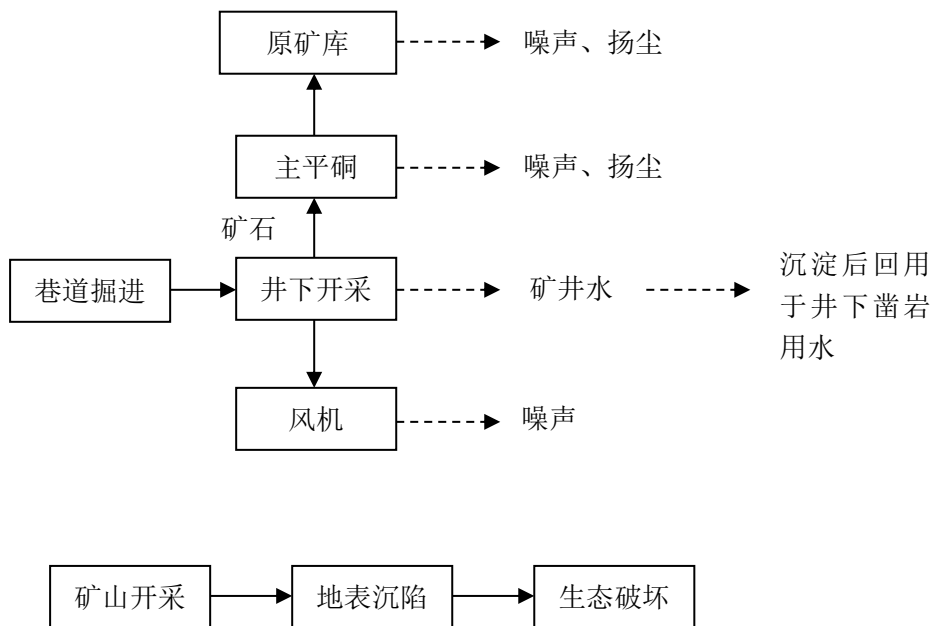 原矿库
噪声、扬尘
主平硐
噪声、扬尘
矿石
巷道掘进
井下开采
矿井水
沉淀后回用
于井下凿岩
用水
风机
噪声
矿山开采
地表沉陷
生态破坏